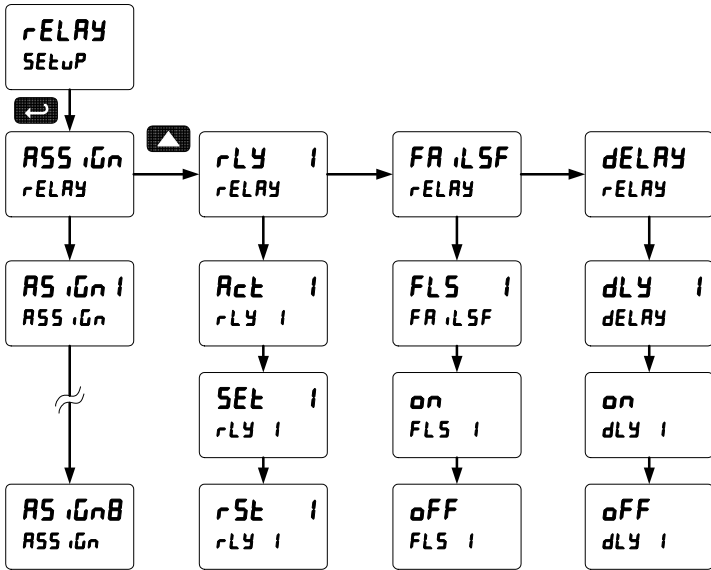 rELAY
SEtuP
ASSiGn
rELAY
rLY 1
rELAY
FAiLSF
rELAY
dELAY
rELAY
ASiGn1
ASSiGn
Act 1
rLY 1
FLS 1
FAiLSF
dLY 1
dELAY
SEt 1
rLY 1
on
FLS 1
on
dLY 1
ASiGn8
ASSiGn
rSt 1
rLY 1
oFF
FLS 1
oFF
dLY 1